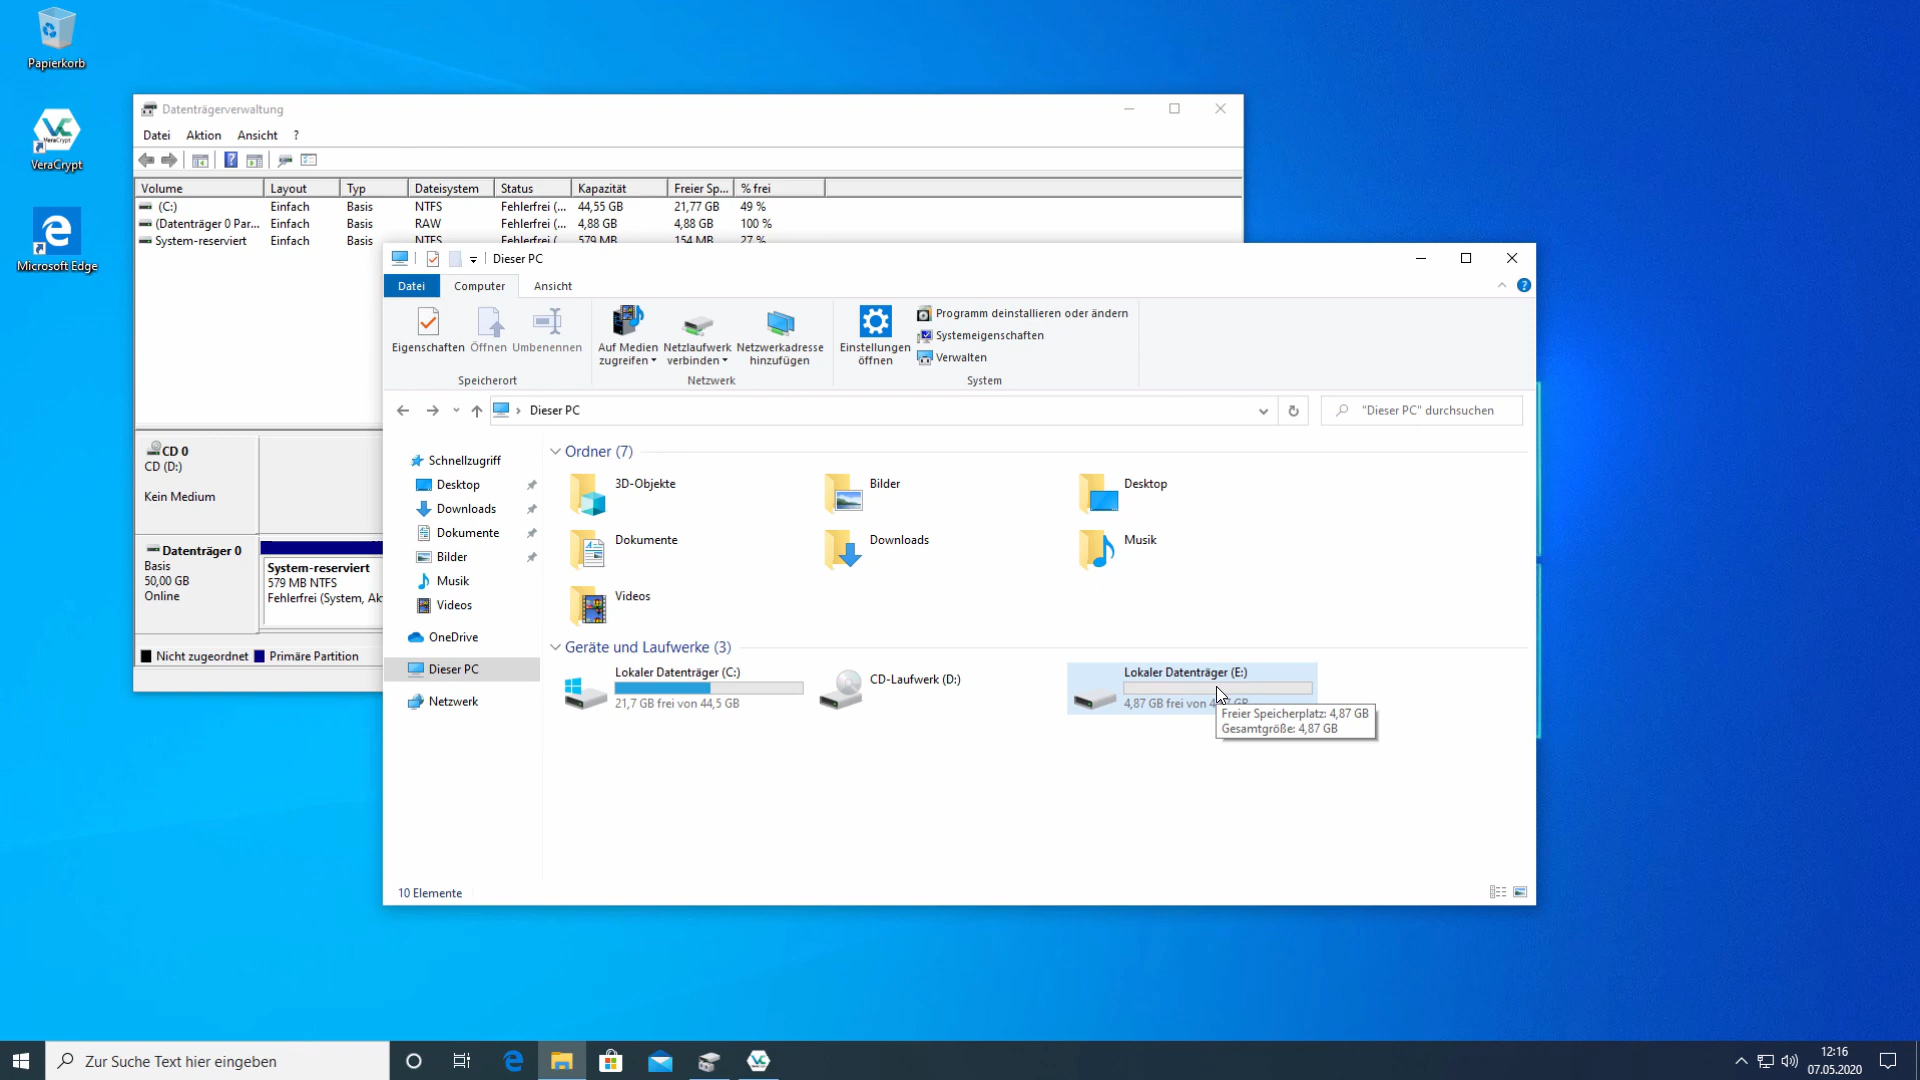 Papierkorb
VeraCrypt
Microsoft Edge
Datenträgerverwaltung
Datei Aktion Ansicht ?
Volume Layout Typ Dateisystem Status Kapazität Freier Sp... % frei
(C:) Einfach Basis NTFS Fehlerfrei (... 44,55 GB 21,77 GB 49 %
(Datenträger 0 Par... Einfach Basis RAW Fehlerfrei (... 4,88 GB 4,88 GB 100 %
System-reserviert Einfach Basis NTFS Fehlerfrei (... 579 MB 154 MB 27 %
CD 0
CD (D:)
Kein Medium
Datenträger 0
Basis
50,00 GB
Online
System-reserviert
579 MB NTFS
Fehlerfrei (System, Ak
Nicht zugeordnet Primäre Partition
Dieser PC
Datei Computer Ansicht
Eigenschaften Öffnen Umbenennen
Speicherort
Auf Medien zugreifen
Netzlaufwerk verbinden
Netzwerkadresse hinzufügen
Netzwerk
Einstellungen öffnen
Programm deinstallieren oder ändern
Systemeigenschaften
Verwalten
System
Dieser PC
"Dieser PC" durchsuchen
Schnellzugriff
Desktop
Downloads
Dokumente
Bilder
Musik
Videos
OneDrive
Dieser PC
Netzwerk
Ordner (7)
3D-Objekte
Bilder
Desktop
Dokumente
Downloads
Musik
Videos
Geräte und Laufwerke (3)
Lokaler Datenträger (C:)
21,7 GB frei von 44,5 GB
CD-Laufwerk (D:)
Lokaler Datenträger (E:)
4,87 GB frei von
Freier Speicherplatz: 4,87 GB
Gesamtgröße: 4,87 GB
10 Elemente
Zur Suche Text hier eingeben
12:16
07.05.2020